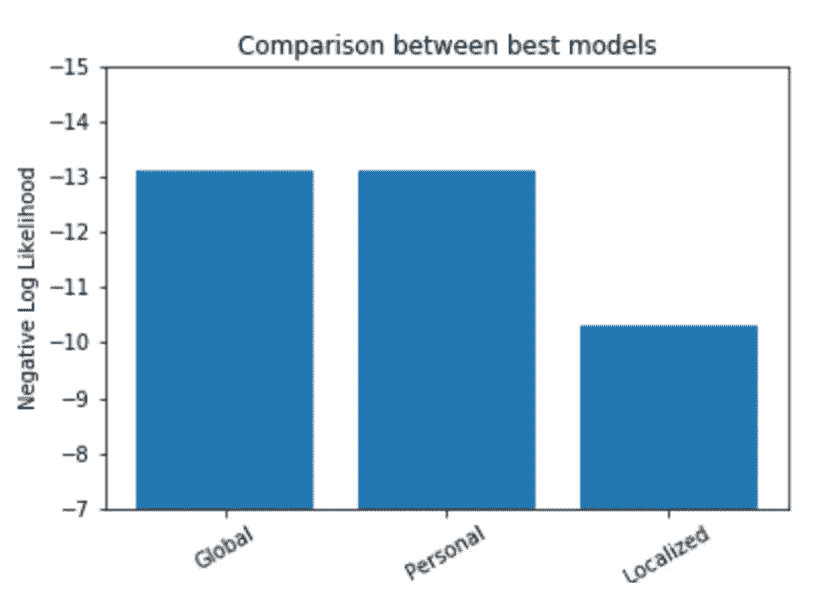 Comparison between best models
Negative Log Likelihood
−15
−14
−13
−12
−11
−10
−9
−8
−7
Global
Personal
Localized